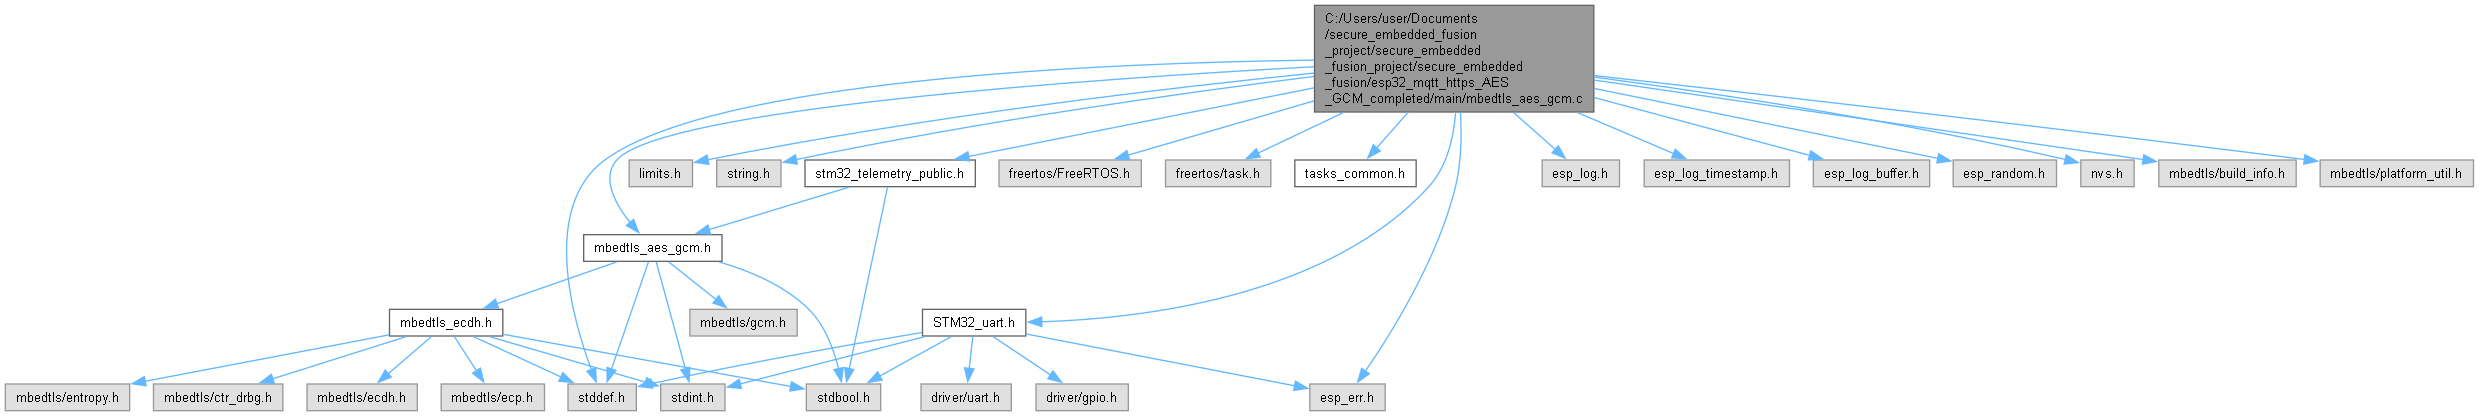 C:/Users/user/Documents
/secure_embedded_fusion
_project/secure_embedded
_fusion_project/secure_embedded
_fusion/esp32_mqtt_https_AES
_GCM_completed/main/mbedtls_aes_gcm.c
limits.h
string.h
stm32_telemetry_public.h
freertos/FreeRTOS.h
freertos/task.h
tasks_common.h
esp_log.h
esp_log_timestamp.h
esp_log_buffer.h
esp_random.h
nvs.h
mbedtls/build_info.h
mbedtls/platform_util.h
mbedtls_aes_gcm.h
mbedtls_ecdh.h
mbedtls/gcm.h
STM32_uart.h
mbedtls/entropy.h
mbedtls/ctr_drbg.h
mbedtls/ecdh.h
mbedtls/ecp.h
stddef.h
stdint.h
stdbool.h
driver/uart.h
driver/gpio.h
esp_err.h